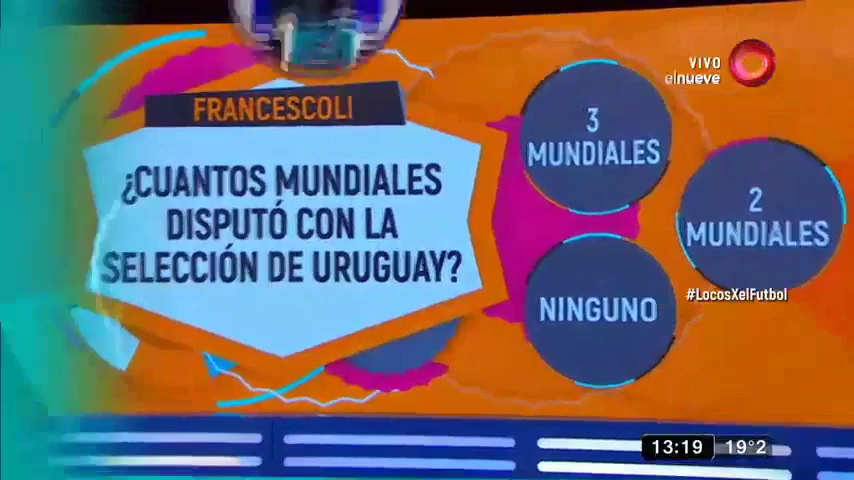 FRANCESCOLI
¿CUANTOS MUNDIALES
DISPUTÓ CON LA
SELECCIÓN DE URUGUAY?
3
MUNDIALES
2
MUNDIALES
NINGUNO
VIVO
elnueve
#LocosXelFutbol
13:19 19°2